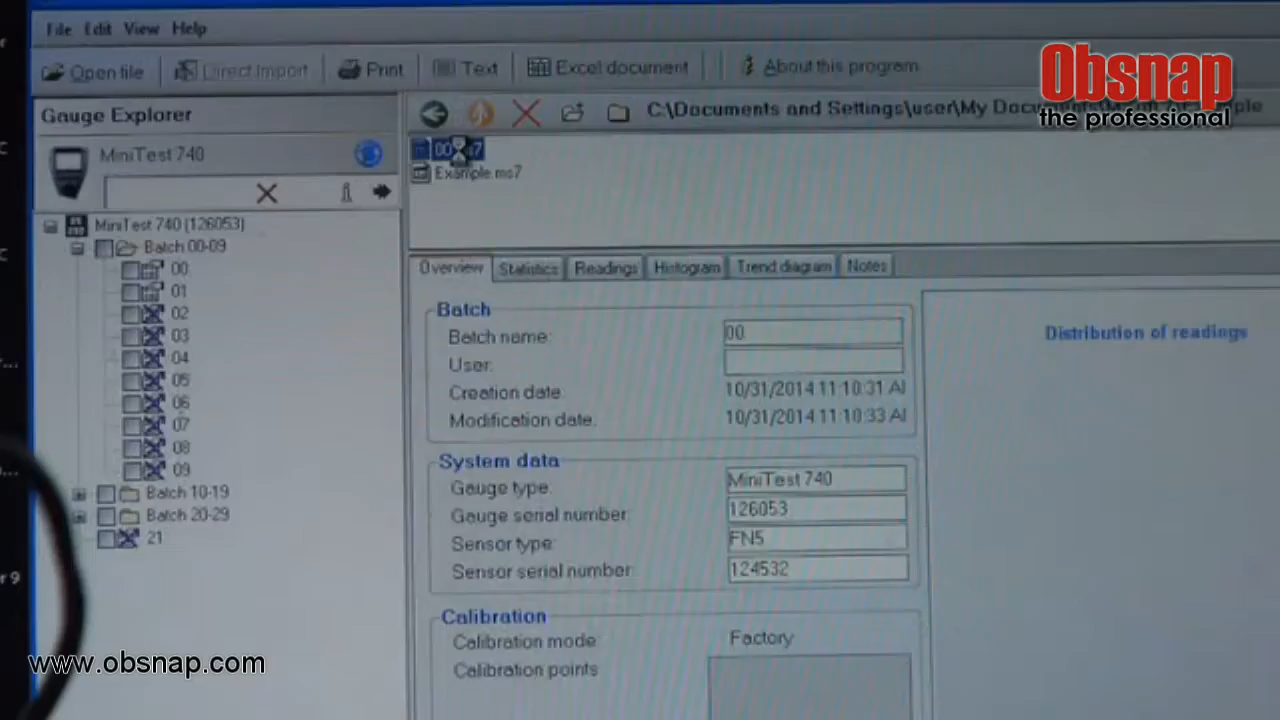 File Edit View Help
Obsnap
the professional
Open file Direct Import Print Text Excel document About this program
Gauge Explorer
C:\Documents and Settings\user\My
MiniTest 740
Example.ms7
MiniTest 740 [126053]
Batch 00-09
00
01
02
03
04
05
06
07
08
09
Batch 10-19
Batch 20-29
21
Overview Statistics Readings Histogram Trend diagram Notes
Batch
Batch name: 00
User:
Creation date: 10/31/2014 11:10:31 AM
Modification date: 10/31/2014 11:10:33 AM
Distribution of readings
System data
Gauge type: MiniTest 740
Gauge serial number: 126053
Sensor type: FN5
Sensor serial number: 124532
Calibration
Calibration mode Factory
Calibration points
www.obsnap.com